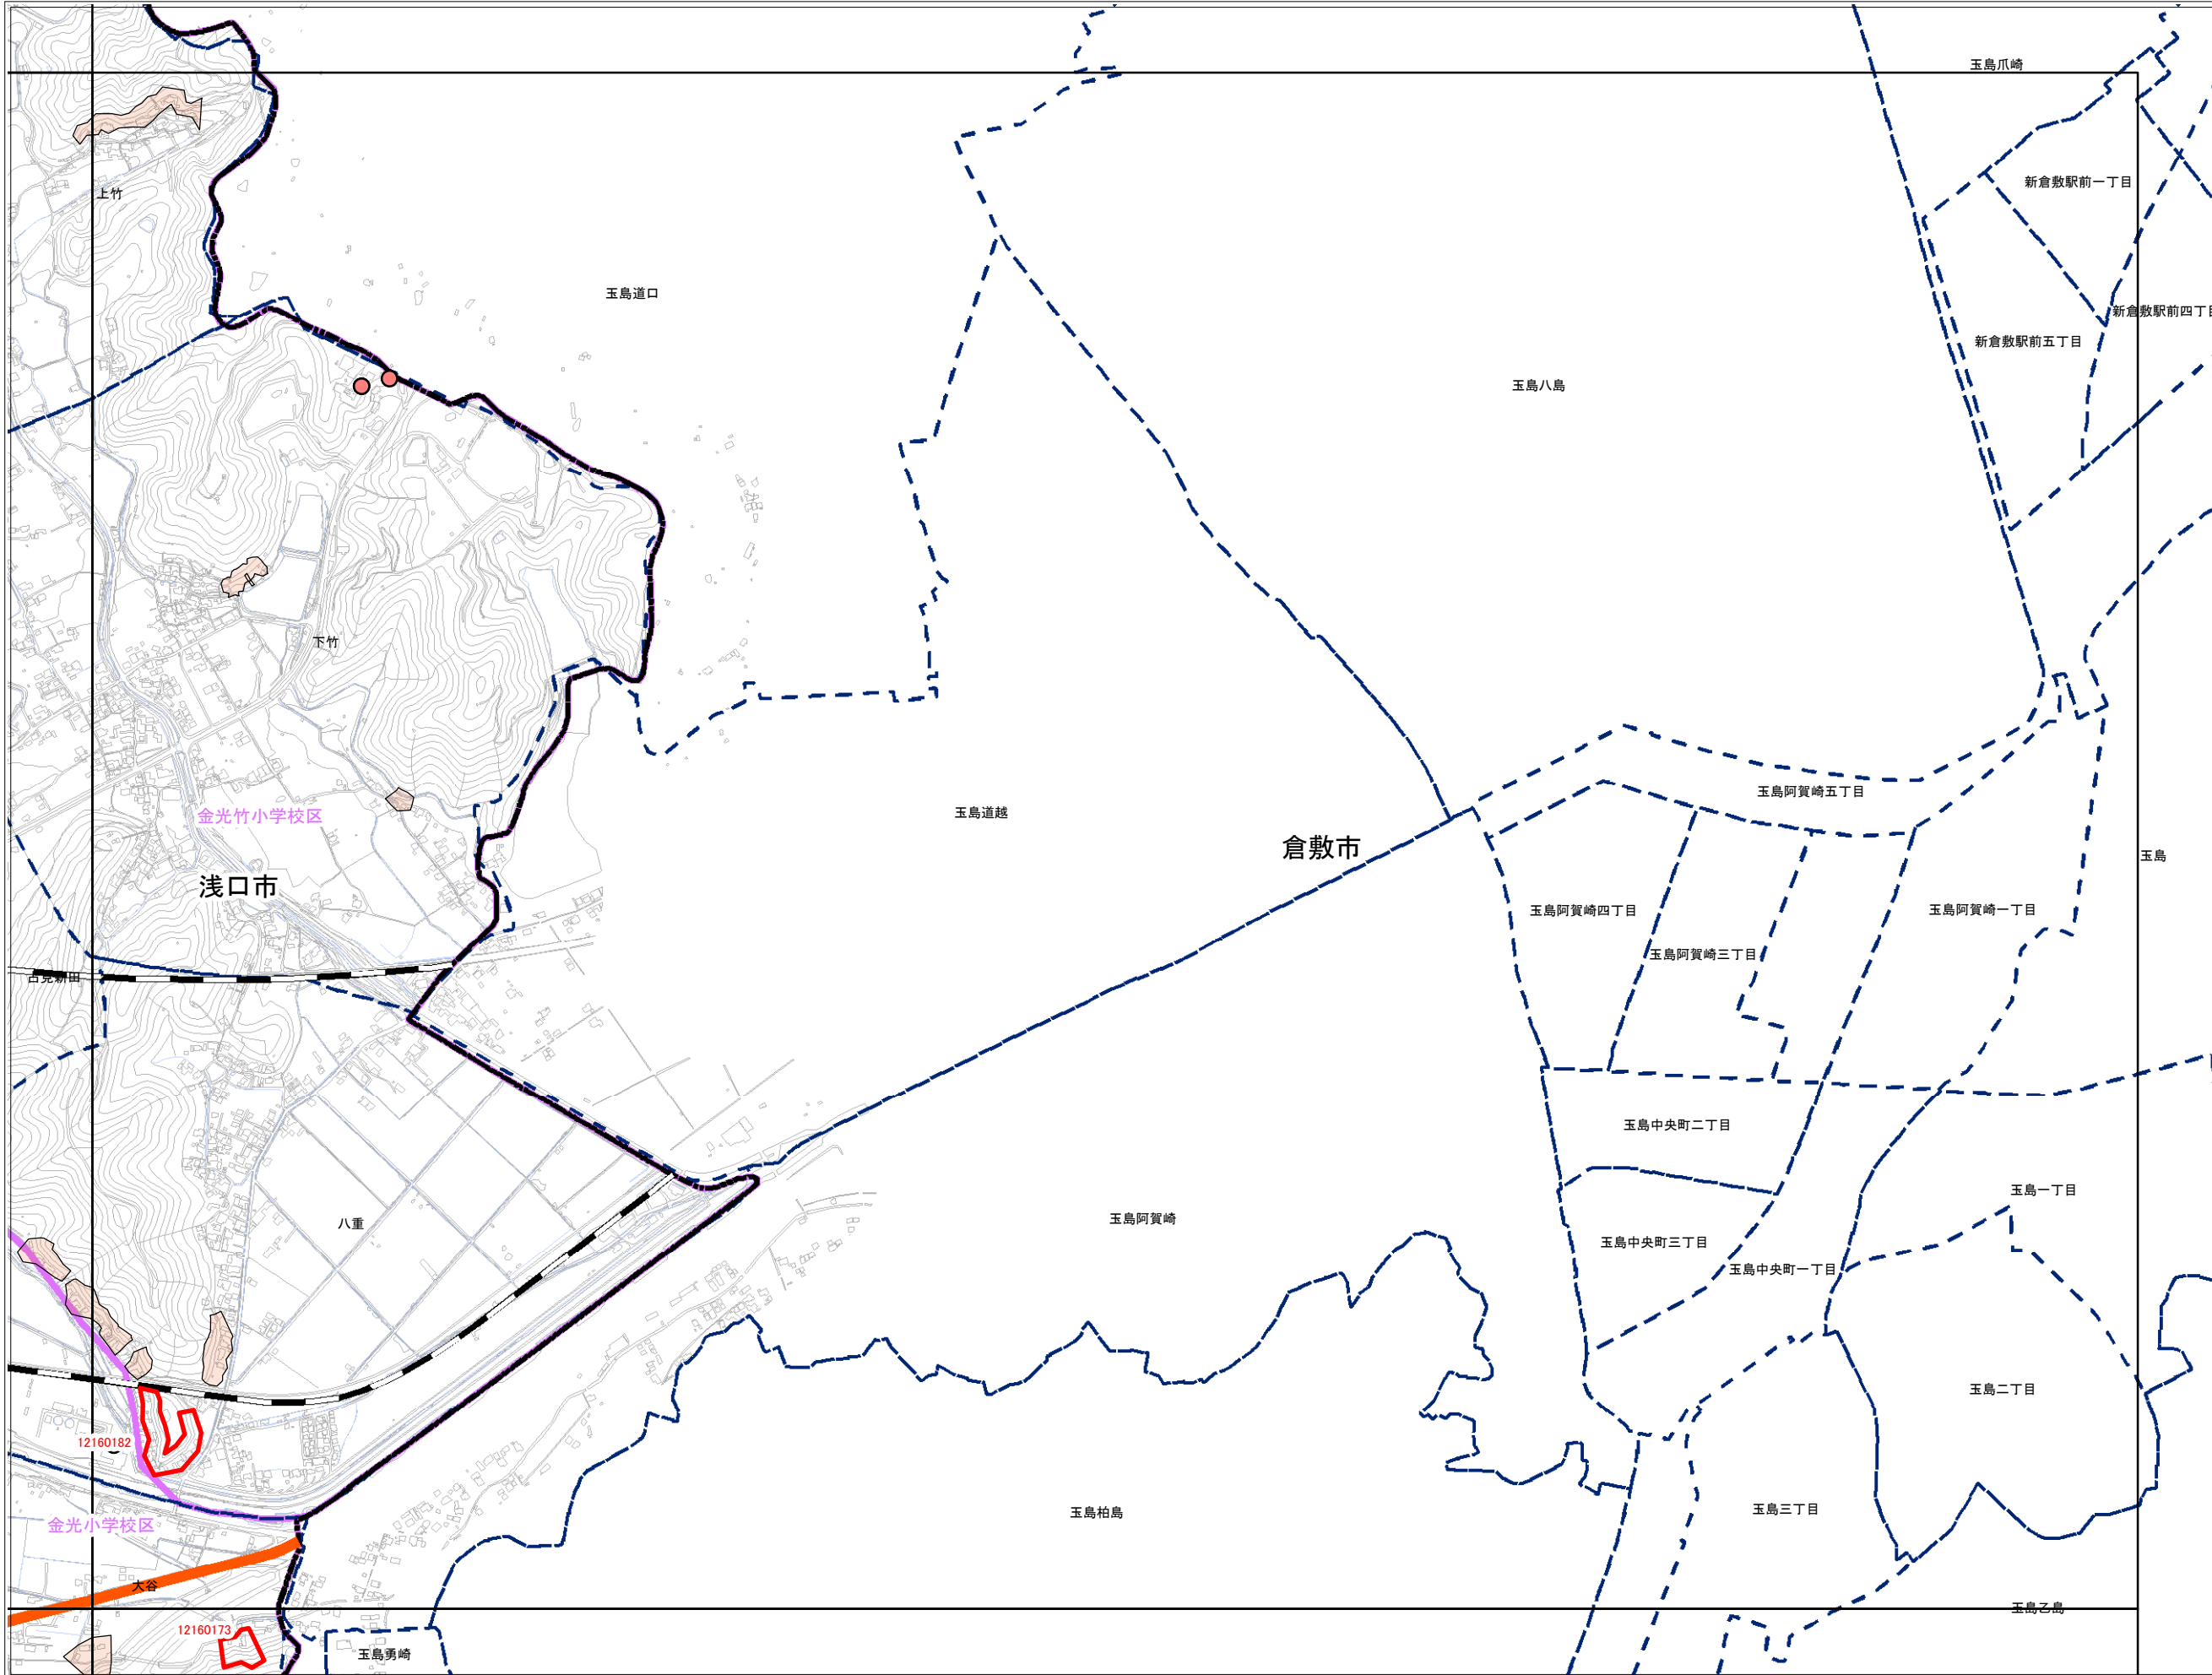 玉島爪崎
新倉敷駅前一丁目
上竹
玉島道口
新倉敷駅前四丁目
新倉敷駅前五丁目
玉島八島
下竹
玉島阿賀崎五丁目
玉島道越
金光竹小学校区
倉敷市
玉島
浅口市
玉島阿賀崎四丁目
玉島阿賀崎一丁目
玉島阿賀崎三丁目
占見新田
玉島中央町二丁目
玉島一丁目
玉島阿賀崎
八重
玉島中央町三丁目
玉島中央町一丁目
玉島二丁目
12160182
玉島三丁目
玉島柏島
金光小学校区
大谷
玉島乙島
12160173
玉島勇崎